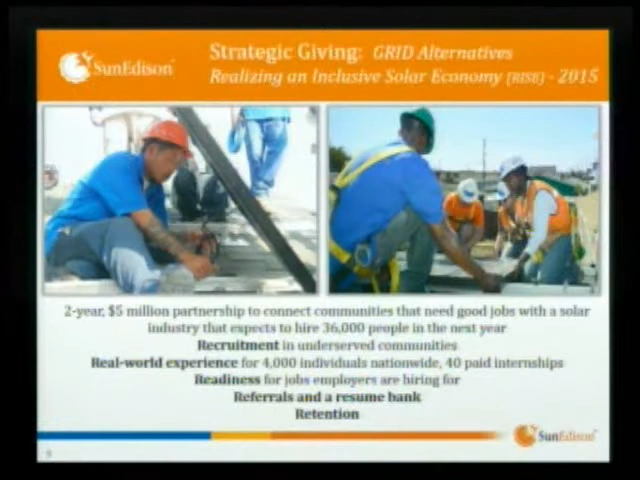 SunEdison
Strategic Giving: GRID Alternatives
Realizing an Inclusive Solar Economy (RISE) - 2015
2-year, $5 million partnership to connect communities that need good jobs with a solar
industry that expects to hire 36,000 people in the next year
Recruitment in underserved communities
Real-world experience for 4,000 individuals nationwide, 40 paid internships
Readiness for jobs employers are hiring for
Referrals and a resume bank
Retention
SunEdison